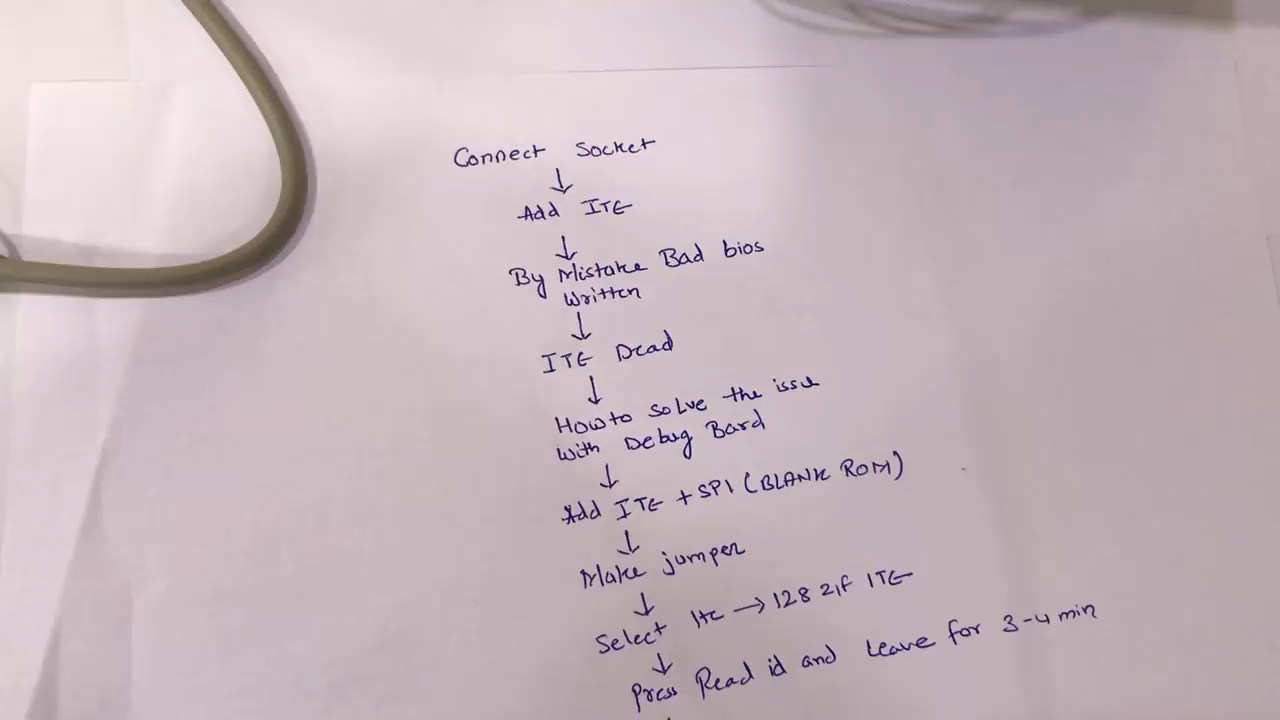 Connect Socket
↓
Add ITE
↓
By Mistake Bad bios
Written
↓
ITE Dead
↓
How to solve the issue
with Debug Bard
↓
Add ITE + SPI (BLANK ROM)
↓
Make jumper
↓
Select Ite → 128 zif ITE
↓
Press Read id and leave for 3-4 min